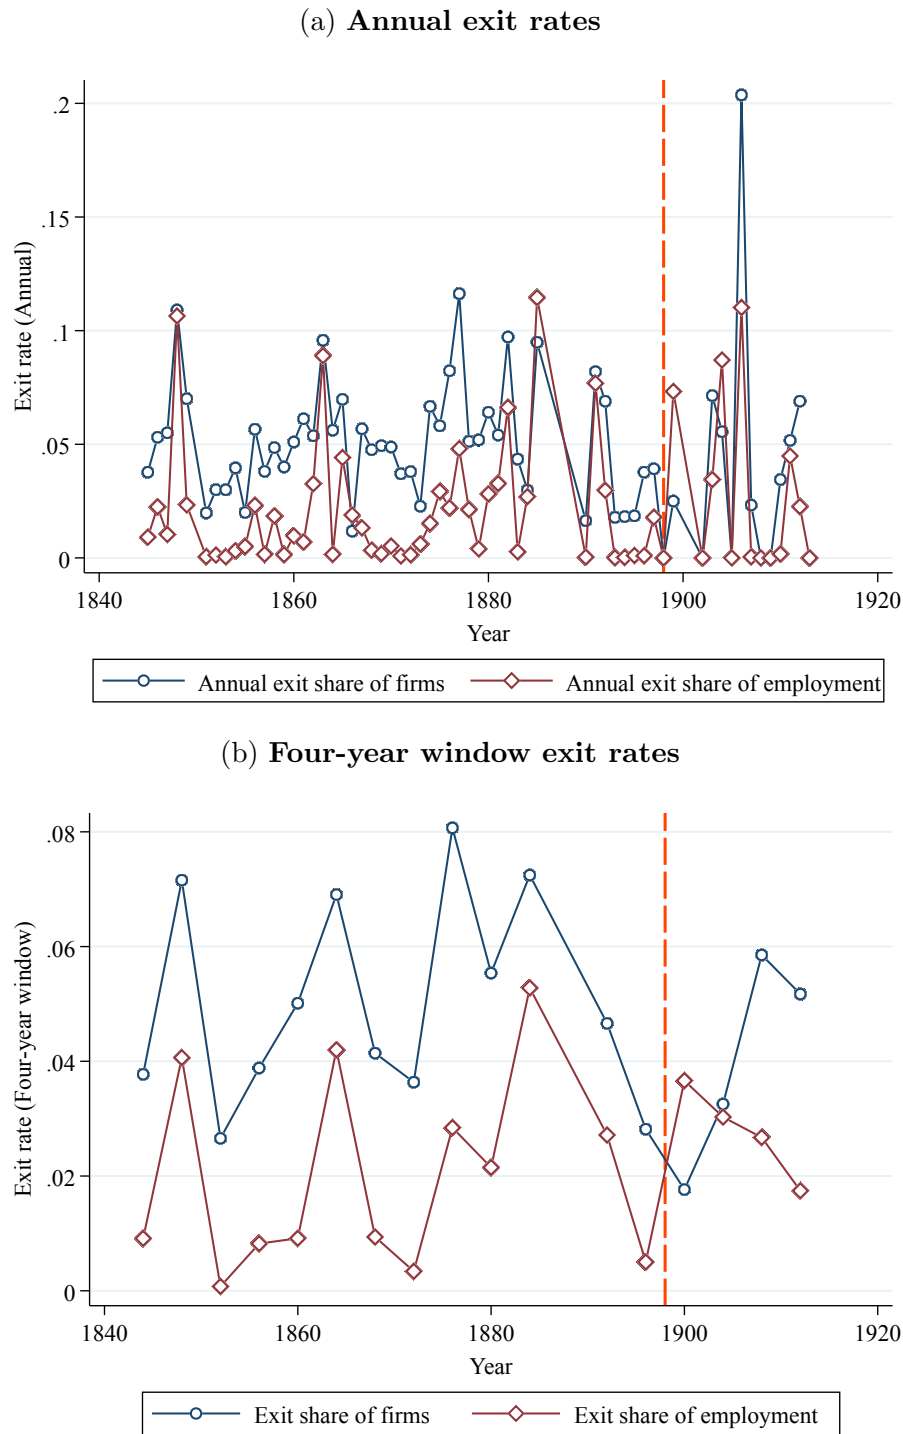 (a) Annual exit rates
.2
.15
.1
.05
0
Exit rate (Annual)
1840 1860 1880 1900 1920
Year
Annual exit share of firms Annual exit share of employment
(b) Four-year window exit rates
.08
.06
.04
.02
0
Exit rate (Four-year window)
1840 1860 1880 1900 1920
Year
Exit share of firms Exit share of employment